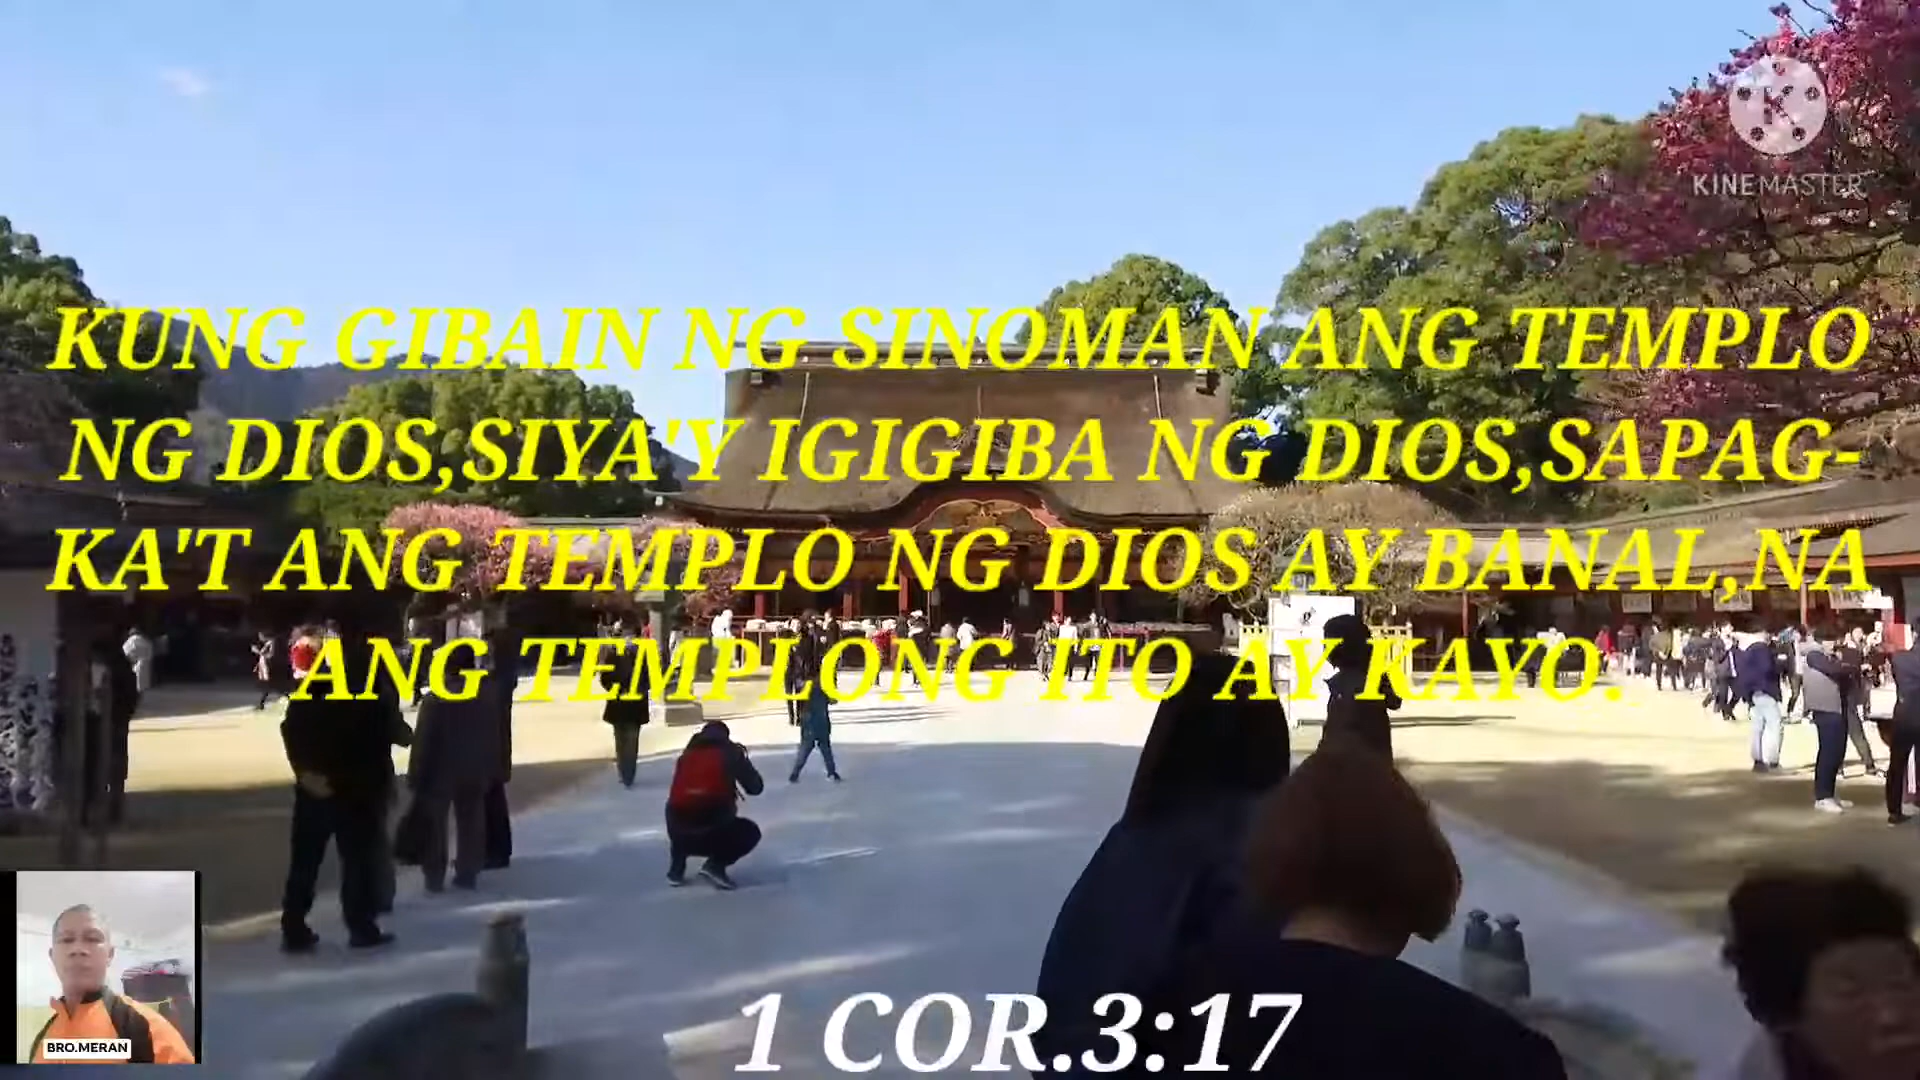 KINEMASTER
KUNG GIBAIN NG SINOMAN ANG TEMPLO
NG DIOS,SIYA'Y IGIGIBA NG DIOS,SAPAG-
KA'T ANG TEMPLO NG DIOS AY BANAL,NA
ANG TEMPLONG ITO AY KAYO.
BRO.MERAN
1 COR.3:17